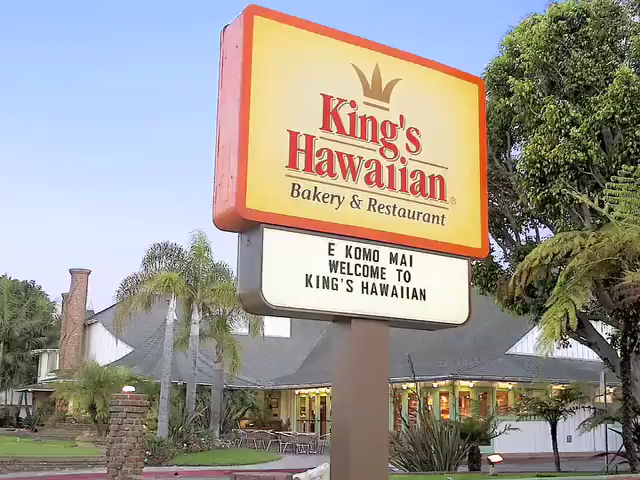 King's
Hawaiian®
Bakery & Restaurant
E KOMO MAI
WELCOME TO
KING'S HAWAIIAN